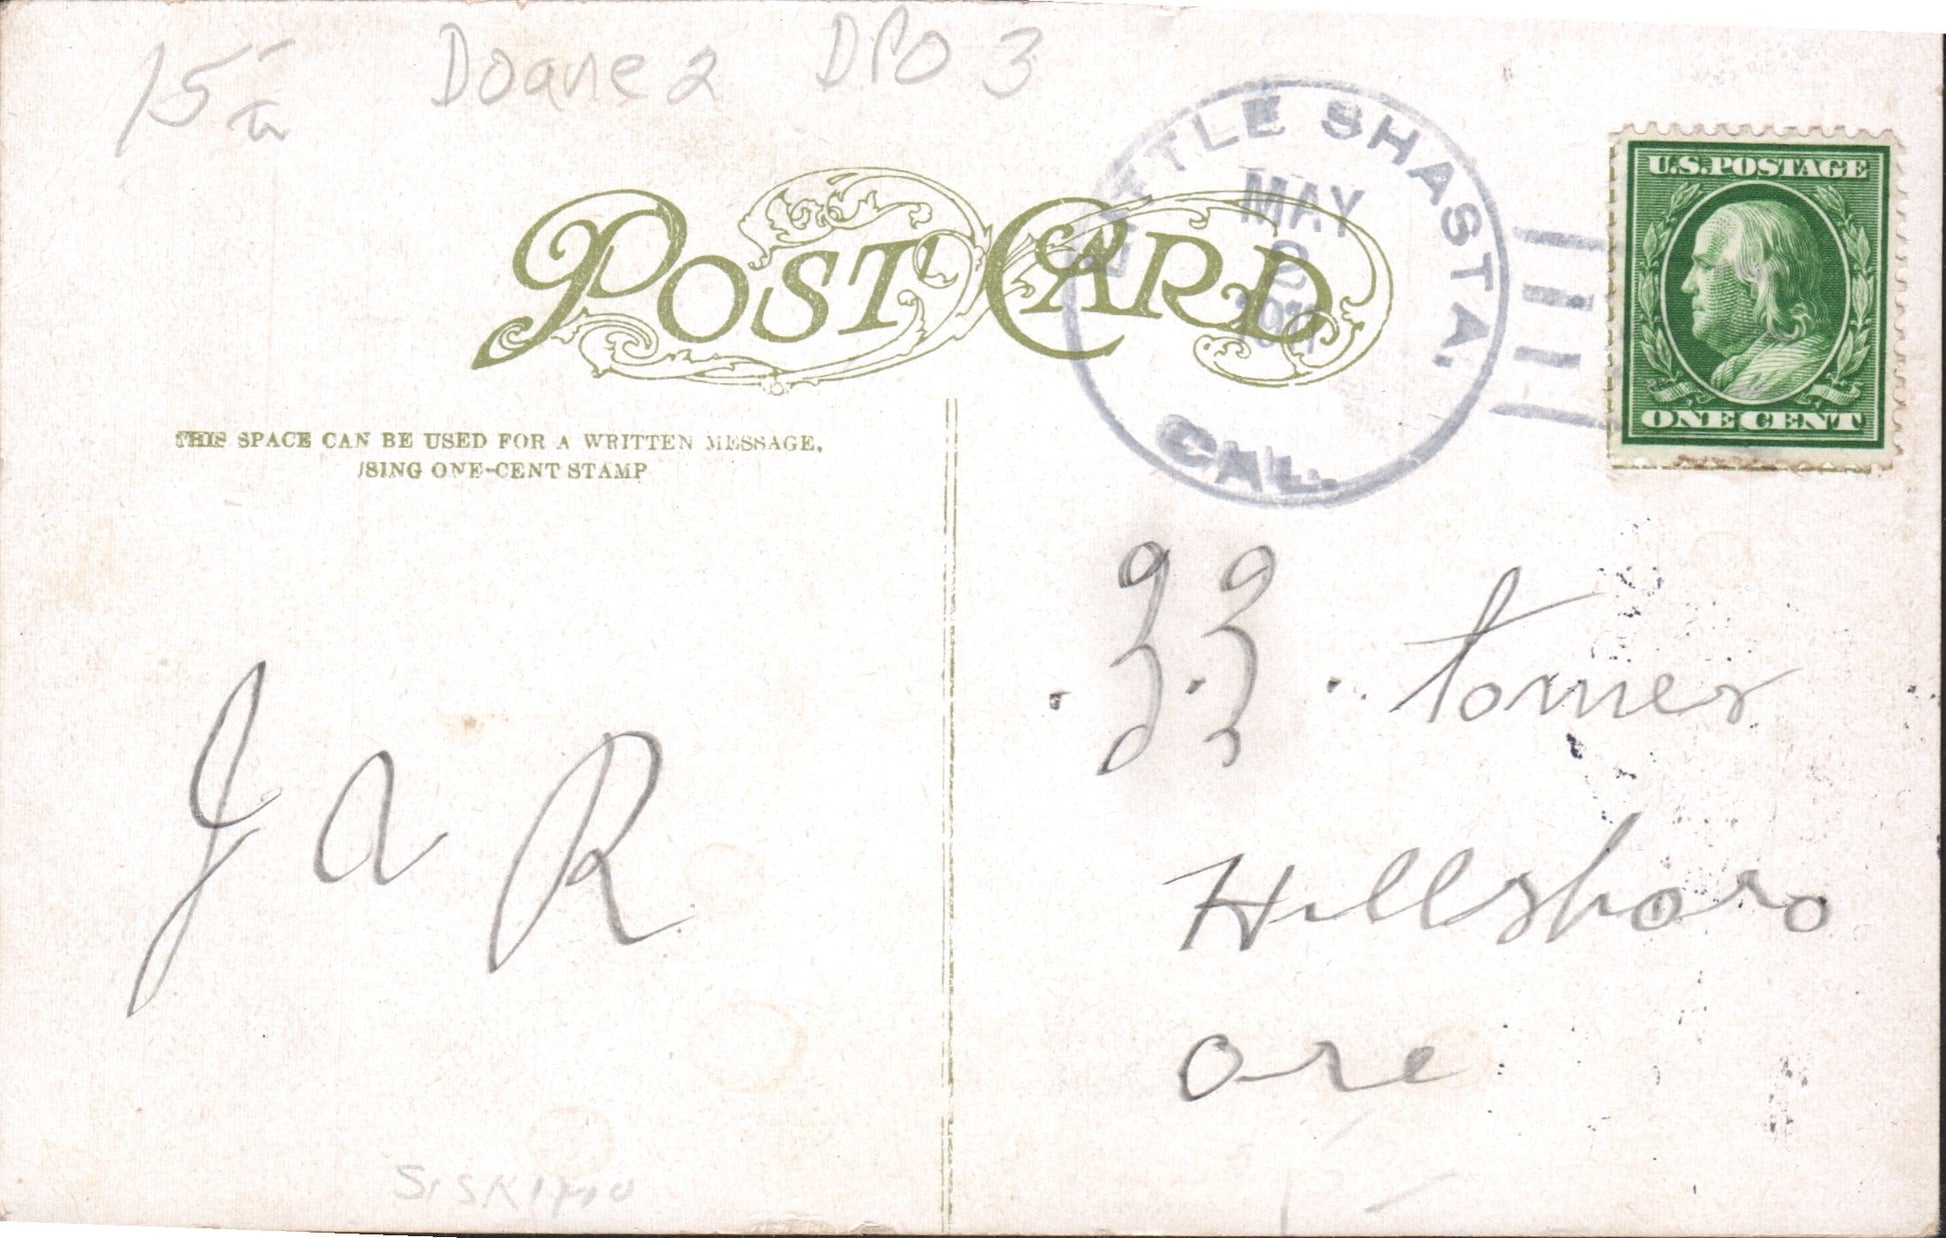 15-
Doane 2 DPO 3
LITTLE SHASTA,
MAY
CAL.
U.S. POSTAGE
ONE CENT
POST CARD
THIS SPACE CAN BE USED FOR A WRITTEN MESSAGE,
USING ONE-CENT STAMP
J. J. Tomes
Hillsboro
Ore
J a R
SISKIYOU